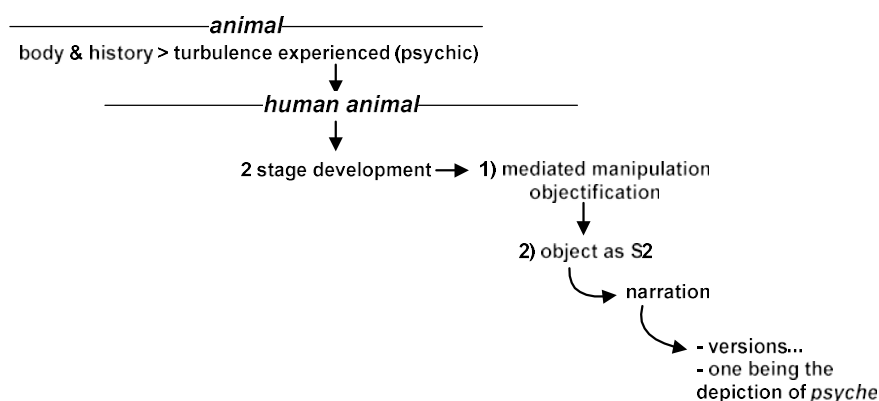 animal
body & history > turbulence experienced (psychic)
human animal
2 stage development
1) mediated manipulation
objectification
2) object as S2
narration
- versions...
- one being the
depiction of psyche